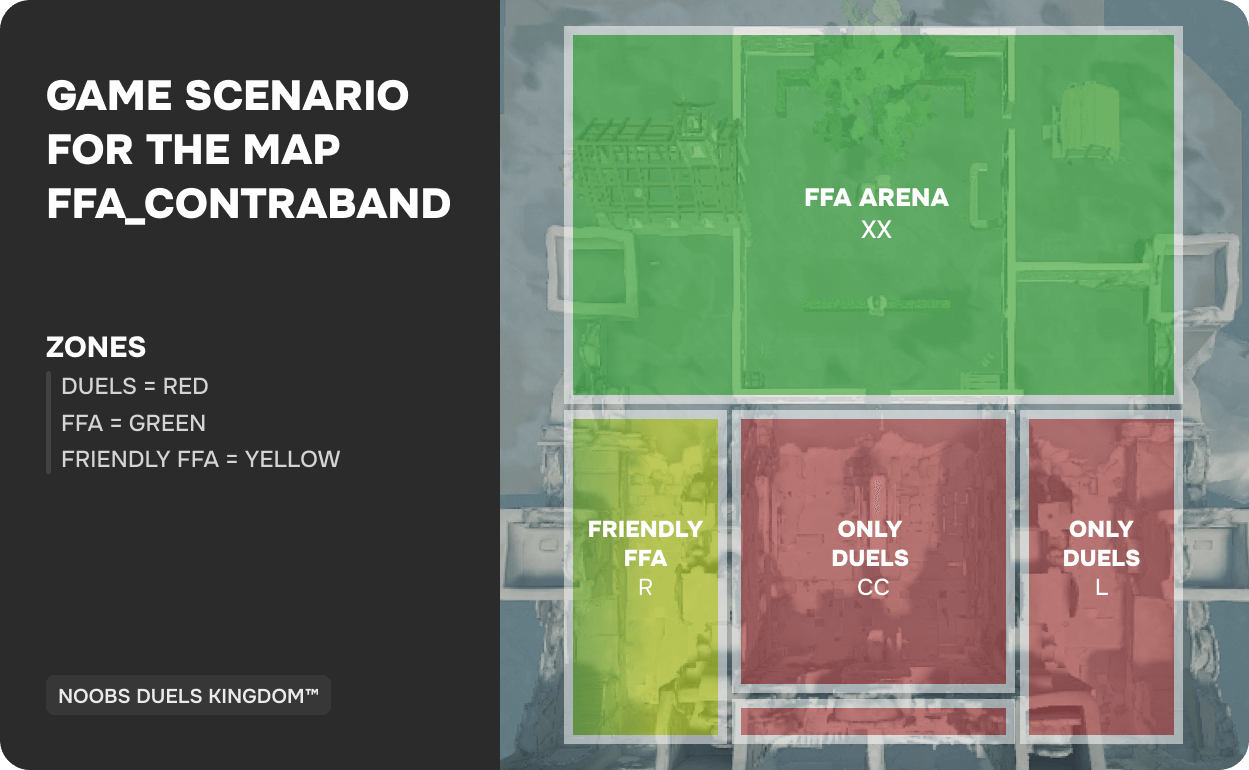 GAME SCENARIO
FOR THE MAP
FFA_CONTRABAND
ZONES
DUELS = RED
FFA = GREEN
FRIENDLY FFA = YELLOW
NOOBS DUELS KINGDOM™
FFA ARENA
XX
FRIENDLY
FFA
R
ONLY
DUELS
CC
ONLY
DUELS
L